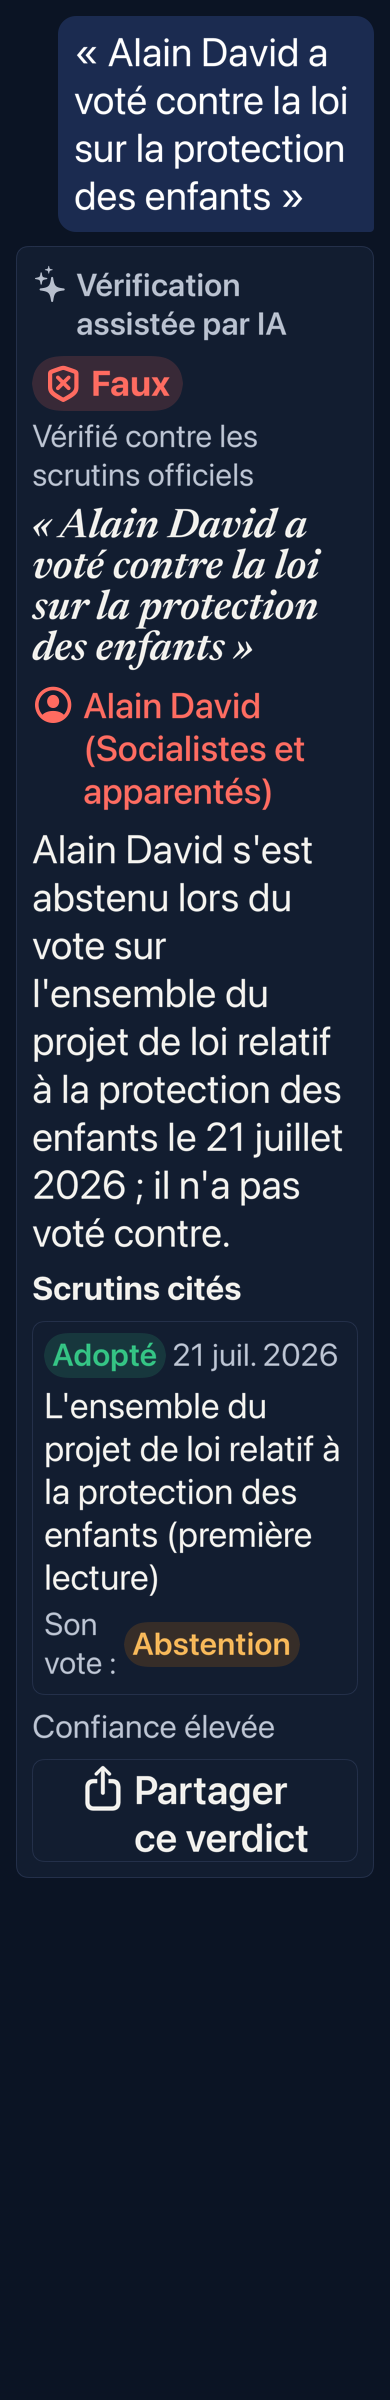 « Alain David a
voté contre la loi
sur la protection
des enfants »
Vérification
assistée par IA
Faux
Vérifié contre les
scrutins officiels
« Alain David a
voté contre la loi
sur la protection
des enfants »
Alain David
(Socialistes et
apparentés)
Alain David s'est
abstenu lors du
vote sur
l'ensemble du
projet de loi relatif
à la protection des
enfants le 21 juillet
2026 ; il n'a pas
voté contre.
Scrutins cités
Adopté 21 juil. 2026
L'ensemble du
projet de loi relatif à
la protection des
enfants (première
lecture)
Son
vote :
Abstention
Confiance élevée
Partager
ce verdict